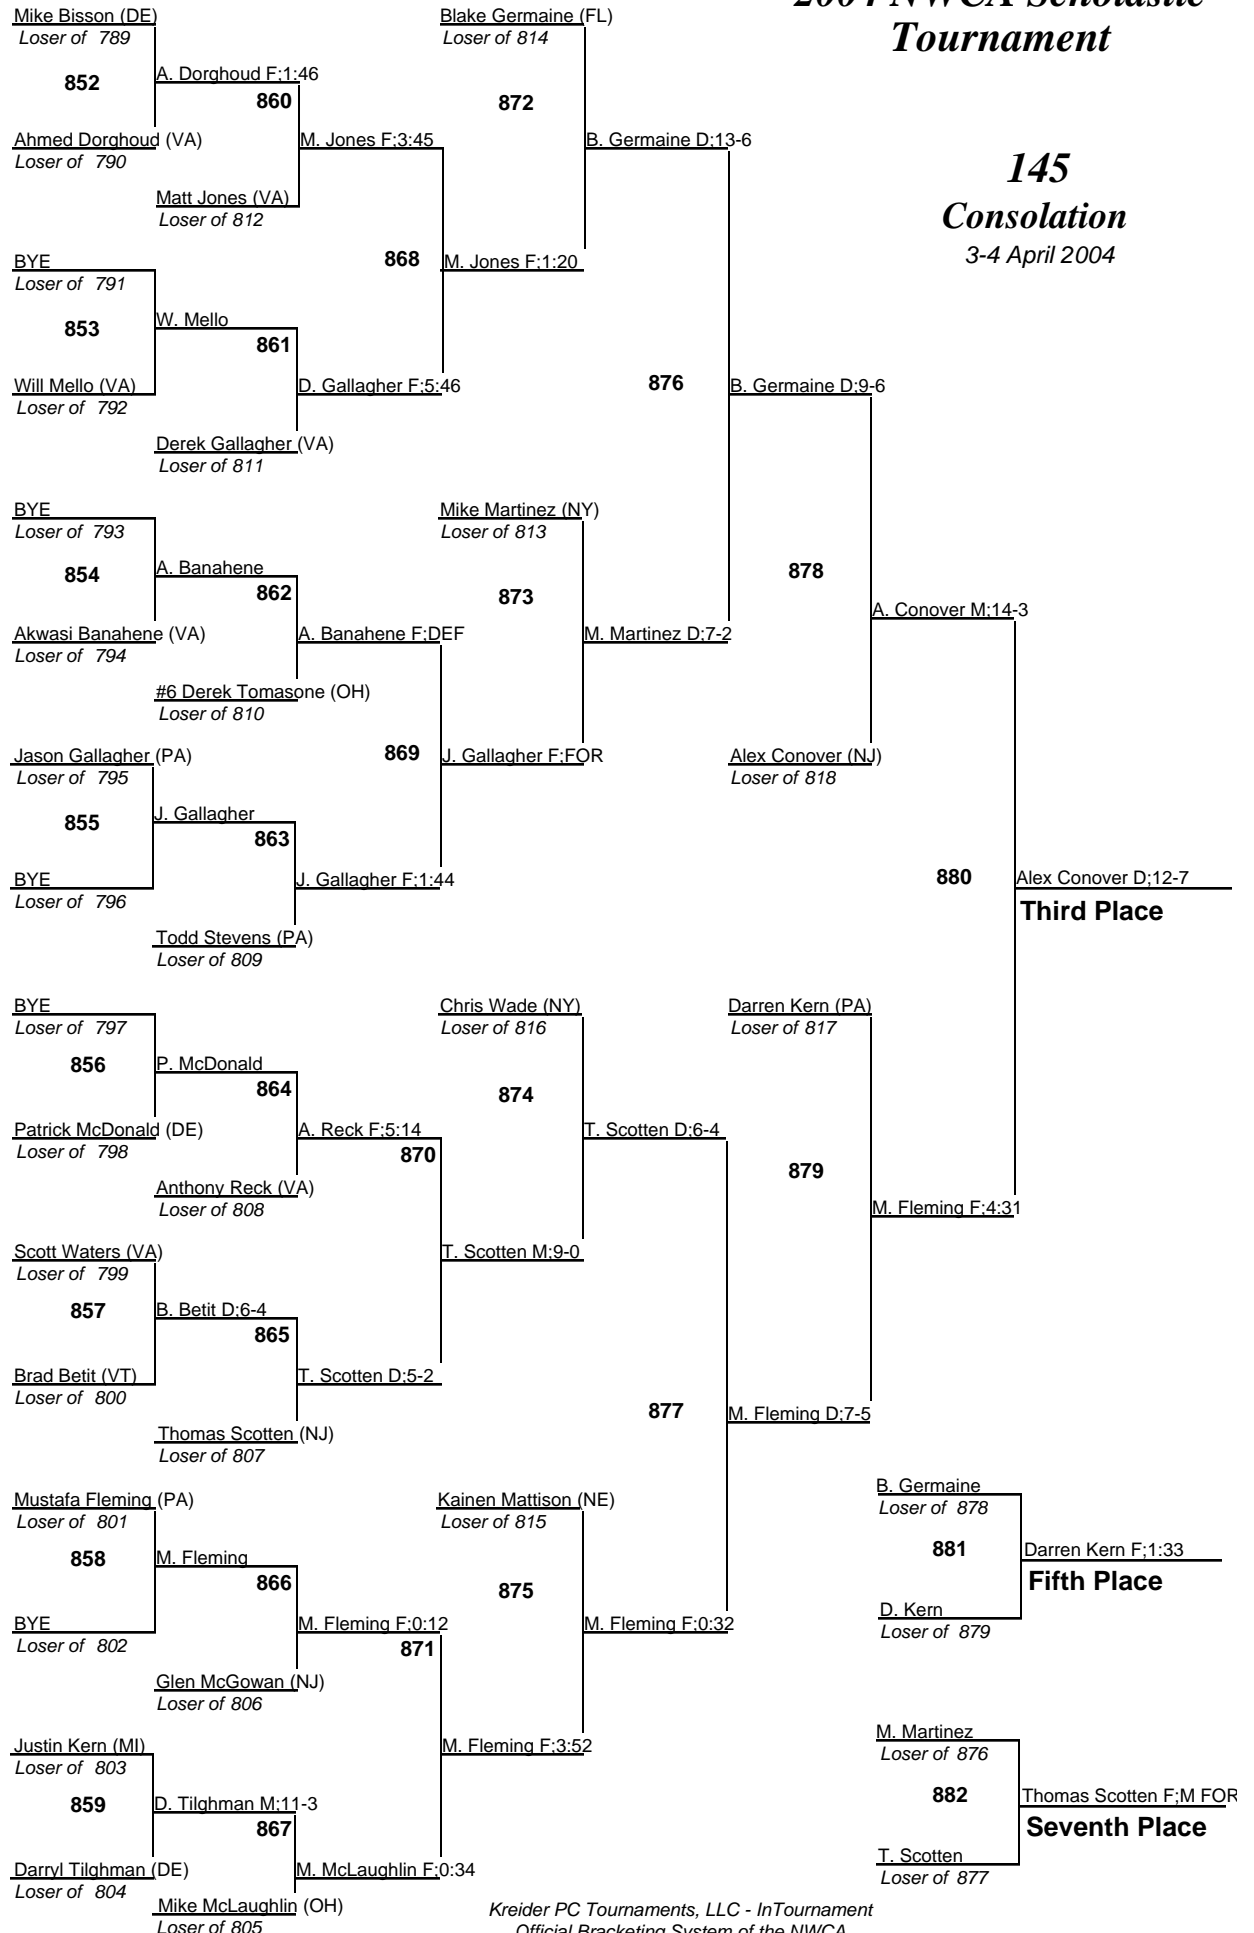 2004 NWCA Scholastic
Tournament
145
Consolation
3-4 April 2004
Mike Bisson (DE)
Loser of 789
852
A. Dorghoud F;1:46
860
Ahmed Dorghoud (VA)
Loser of 790
M. Jones F;3:45
Matt Jones (VA)
Loser of 812
BYE
Loser of 791
868
M. Jones F;1:20
853
W. Mello
861
Will Mello (VA)
Loser of 792
D. Gallagher F;5:46
Derek Gallagher (VA)
Loser of 811
Blake Germaine (FL)
Loser of 814
872
B. Germaine D;13-6
876
B. Germaine D;9-6
BYE
Loser of 793
854
A. Banahene
862
Akwasi Banahene (VA)
Loser of 794
A. Banahene F;DEF
#6 Derek Tomasone (OH)
Loser of 810
Jason Gallagher (PA)
Loser of 795
869
J. Gallagher F;FOR
855
J. Gallagher
863
BYE
Loser of 796
J. Gallagher F;1:44
Todd Stevens (PA)
Loser of 809
Mike Martinez (NY)
Loser of 813
873
M. Martinez D;7-2
878
A. Conover M;14-3
Alex Conover (NJ)
Loser of 818
880
Alex Conover D;12-7
Third Place
BYE
Loser of 797
856
P. McDonald
864
Patrick McDonald (DE)
Loser of 798
A. Reck F;5:14
870
Anthony Reck (VA)
Loser of 808
Scott Waters (VA)
Loser of 799
T. Scotten M;9-0
857
B. Betit D;6-4
865
Brad Betit (VT)
Loser of 800
T. Scotten D;5-2
Thomas Scotten (NJ)
Loser of 807
Chris Wade (NY)
Loser of 816
874
T. Scotten D;6-4
Darren Kern (PA)
Loser of 817
879
M. Fleming F;4:31
877
M. Fleming D;7-5
Mustafa Fleming (PA)
Loser of 801
858
M. Fleming
866
BYE
Loser of 802
M. Fleming F;0:12
871
Glen McGowan (NJ)
Loser of 806
Justin Kern (MI)
Loser of 803
M. Fleming F;3:52
859
D. Tilghman M;11-3
867
Darryl Tilghman (DE)
Loser of 804
M. McLaughlin F;0:34
Mike McLaughlin (OH)
Loser of 805
Kainen Mattison (NE)
Loser of 815
875
M. Fleming F;0:32
B. Germaine
Loser of 878
881
Darren Kern F;1:33
Fifth Place
D. Kern
Loser of 879
M. Martinez
Loser of 876
882
Thomas Scotten F;M FOR
Seventh Place
T. Scotten
Loser of 877
Kreider PC Tournaments, LLC - InTournament
Official Bracketing System of the NWCA